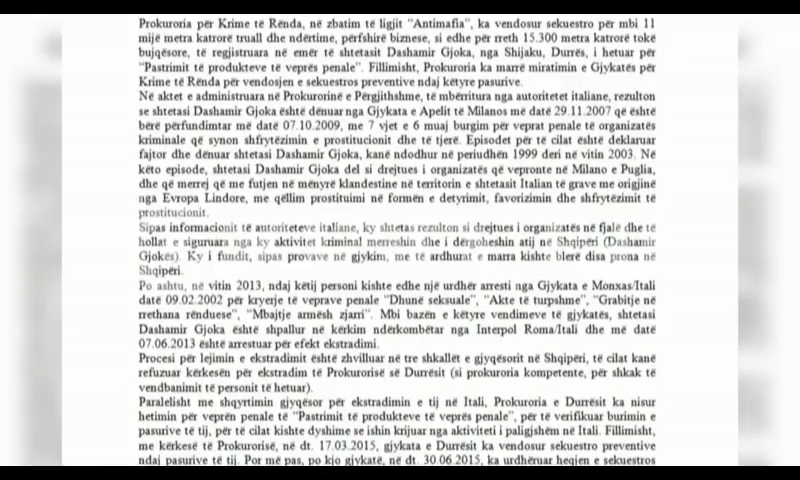 Prokuroria për Krime të Rënda, në zbatim të ligjit "Antimafia", ka vendosur sekuestro për mbi 11
mijë metra katrorë truall dhe ndërtime, përfshirë biznese, si edhe për rreth 15.300 metra katrorë tokë
bujqësore, të regjistruara në emër të shtetasit Dashamir Gjoka, nga Shijaku, Durrës, i hetuar për
"Pastrimit të produkteve të veprës penale". Fillimisht, Prokuroria ka marrë miratimin e Gjykatës për
Krime të Rënda për vendosjen e sekuestros preventive ndaj këtyre pasurive.
Në aktet e administruara në Prokurorinë e Përgjithshme, të mbërritura nga autoritetet italiane, rezulton
se shtetasi Dashamir Gjoka është dënuar nga Gjykata e Apelit të Milanos më datë 29.11.2007 që është
bërë përfundimtar më datë 07.10.2009, me 7 vjet e 6 muaj burgim për veprat penale të organizatës
kriminale që synon shfrytëzimin e prostitucionit dhe të tjerë. Episodet për të cilat është deklaruar
fajtor dhe dënuar shtetasi Dashamir Gjoka, kanë ndodhur në periudhën 1999 deri në vitin 2003. Në
këto episode, shtetasi Dashamir Gjoka del si drejtues i organizatës që vepronte në Milano e Puglia,
dhe që merrej që me futjen në mënyrë klandestine në territorin e shtetasit Italian të grave me origjinë
nga Evropa Lindore, me qëllim prostituimi në formën e detyrimit, favorizimin dhe shfrytëzimit të
prostitucionit.
Sipas informacionit të autoriteteve italiane, ky shtetas rezulton si drejtues i organizatës në fjalë dhe të
hollat e siguruara nga ky aktivitet kriminal merreshin dhe i dërgoheshin atij në Shqipëri (Dashamir
Gjokës). Ky i fundit, sipas provave në gjykim, me të ardhurat e marra kishte blerë disa prona në
Shqipëri.
Po ashtu, në vitin 2013, ndaj këtij personi kishte edhe një urdhër arresti nga Gjykata e Monxas/Itali
datë 09.02.2002 për kryerje të veprave penale "Dhunë seksuale", "Akte të turpshme", "Grabitje në
rrethana rënduese", "Mbajtje armësh zjarri". Mbi bazën e këtyre vendimeve të gjykatës, shtetasi
Dashamir Gjoka është shpallur në kërkim ndërkombëtar nga Interpol Roma/Itali dhe më datë
07.06.2013 është arrestuar për efekt ekstradimi.
Procesi për lejimin e ekstradimit është zhvilluar në tre shkallët e gjyqësorit në Shqipëri, të cilat kanë
refuzuar kërkesën për ekstradim të Prokurorisë së Durrësit (si prokuroria kompetente, për shkak të
vendbanimit të personit të hetuar).
Paralelisht me shqyrtimin gjyqësor për ekstradimin e tij në Itali, Prokuroria e Durrësit ka nisur
hetimin për veprën penale të "Pastrimit të produkteve të veprës penale", për të verifikuar burimin e
pasurive të tij, për të cilat kishte dyshime se ishin krijuar nga aktiviteti i paligjshëm në Itali. Fillimisht,
me kërkesë të Prokurorisë, në dt. 17.03.2015, gjykata e Durrësit ka vendosur sekuestro preventive
ndaj pasurive të tij. Por më pas, po kjo gjykatë, në dt. 30.06.2015, ka urdhëruar heqjen e sekuestros